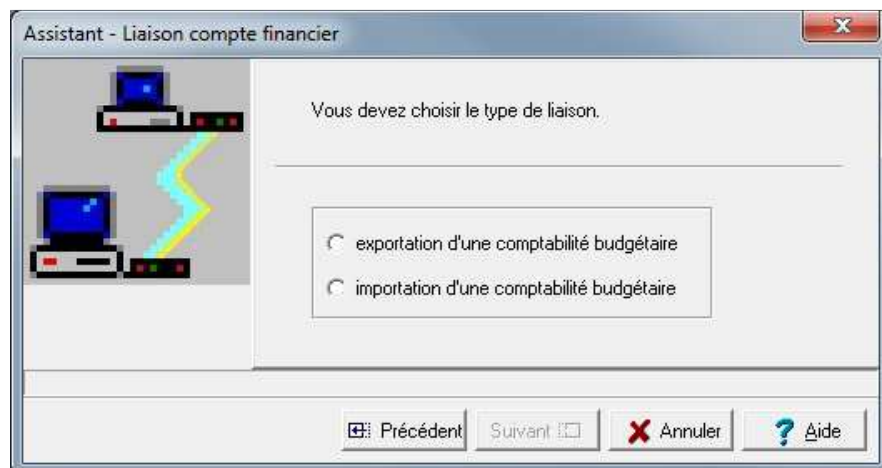 Assistant - Liaison compte financier
Vous devez choisir le type de liaison.
exportation d'une comptabilité budgétaire
importation d'une comptabilité budgétaire
Précédent Suivant Annuler Aide